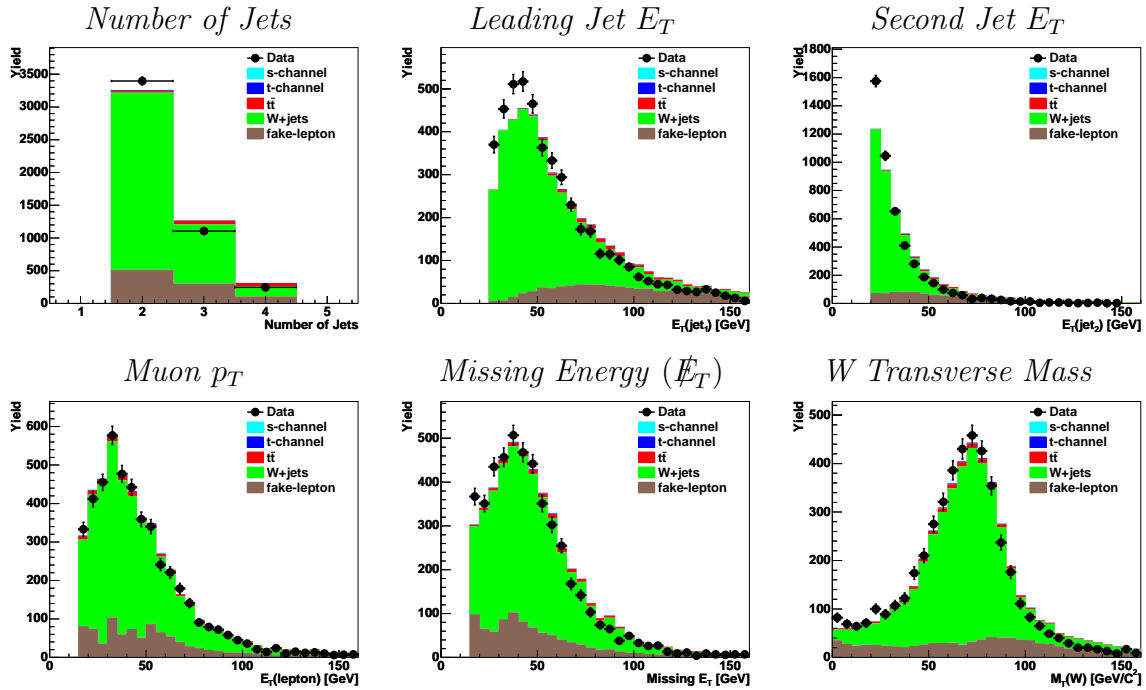 Number of Jets
Yield
3500
3000
2500
2000
1500
1000
500
0
Data
s-channel
t-channel
tt̄
W+jets
fake-lepton
1 2 3 4 5
Number of Jets
Leading Jet E_T
Yield
500
400
300
200
100
0
Data
s-channel
t-channel
tt̄
W+jets
fake-lepton
0 50 100 150
E_T(jet₁) [GeV]
Second Jet E_T
Yield
1800
1600
1400
1200
1000
800
600
400
200
0
Data
s-channel
t-channel
tt̄
W+jets
fake-lepton
0 50 100 150
E_T(jet₂) [GeV]
Muon p_T
Yield
600
500
400
300
200
100
0
Data
s-channel
t-channel
tt̄
W+jets
fake-lepton
0 50 100 150
E_T(lepton) [GeV]
Missing Energy (E̸_T)
Yield
500
400
300
200
100
0
Data
s-channel
t-channel
tt̄
W+jets
fake-lepton
0 50 100 150
Missing E_T [GeV]
W Transverse Mass
Yield
500
400
300
200
100
0
Data
s-channel
t-channel
tt̄
W+jets
fake-lepton
0 50 100 150
M_T(W) [GeV/C²]